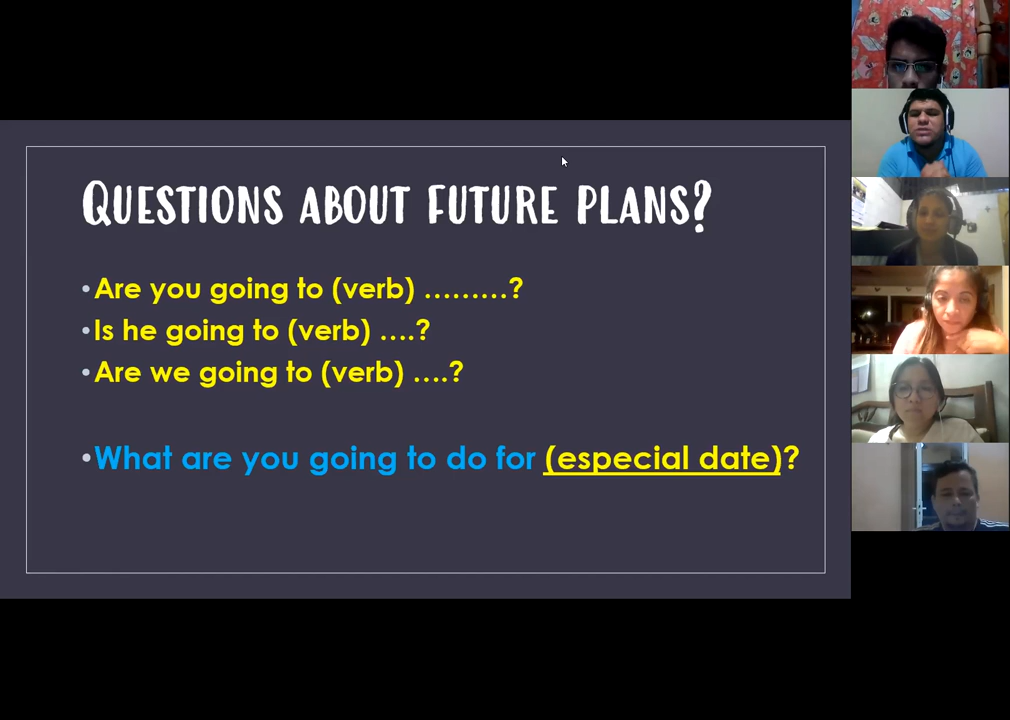 Questions about future plans?
•Are you going to (verb) ………?
•Is he going to (verb) ….?
•Are we going to (verb) ….?
•What are you going to do for (especial date)?